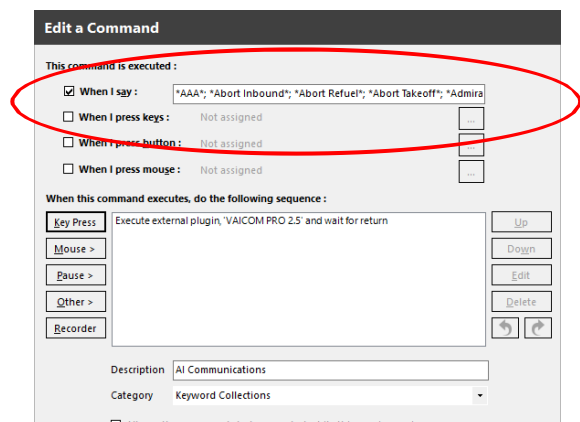 Edit a Command
This command is executed :
When I say : *AAA*; *Abort Inbound*; *Abort Refuel*; *Abort Takeoff*; *Admira
When I press keys : Not assigned ...
When I press button : Not assigned ...
When I press mouse : Not assigned ...
When this command executes, do the following sequence :
Key Press Execute external plugin, 'VAICOM PRO 2.5' and wait for return Up
Mouse > Down
Pause > Edit
Other > Delete
Recorder
Description AI Communications
Category Keyword Collections